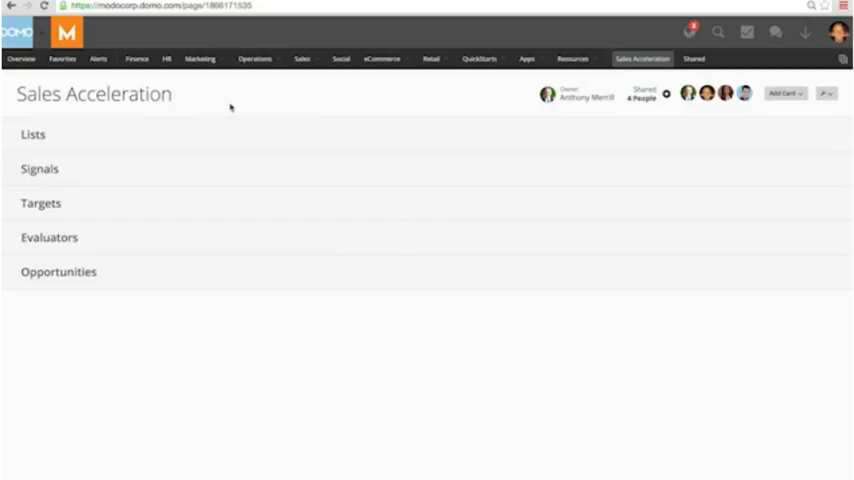 https://modocorp.domo.com/page/1866171535
DOMO
M
3
Overview Favorites Alerts Finance HR Marketing Operations Sales Social eCommerce Retail QuickStarts Apps Resources Sales Acceleration Shared
Sales Acceleration
Owner
Anthony Merrill
Shared
4 People
Add Card
Lists
Signals
Targets
Evaluators
Opportunities